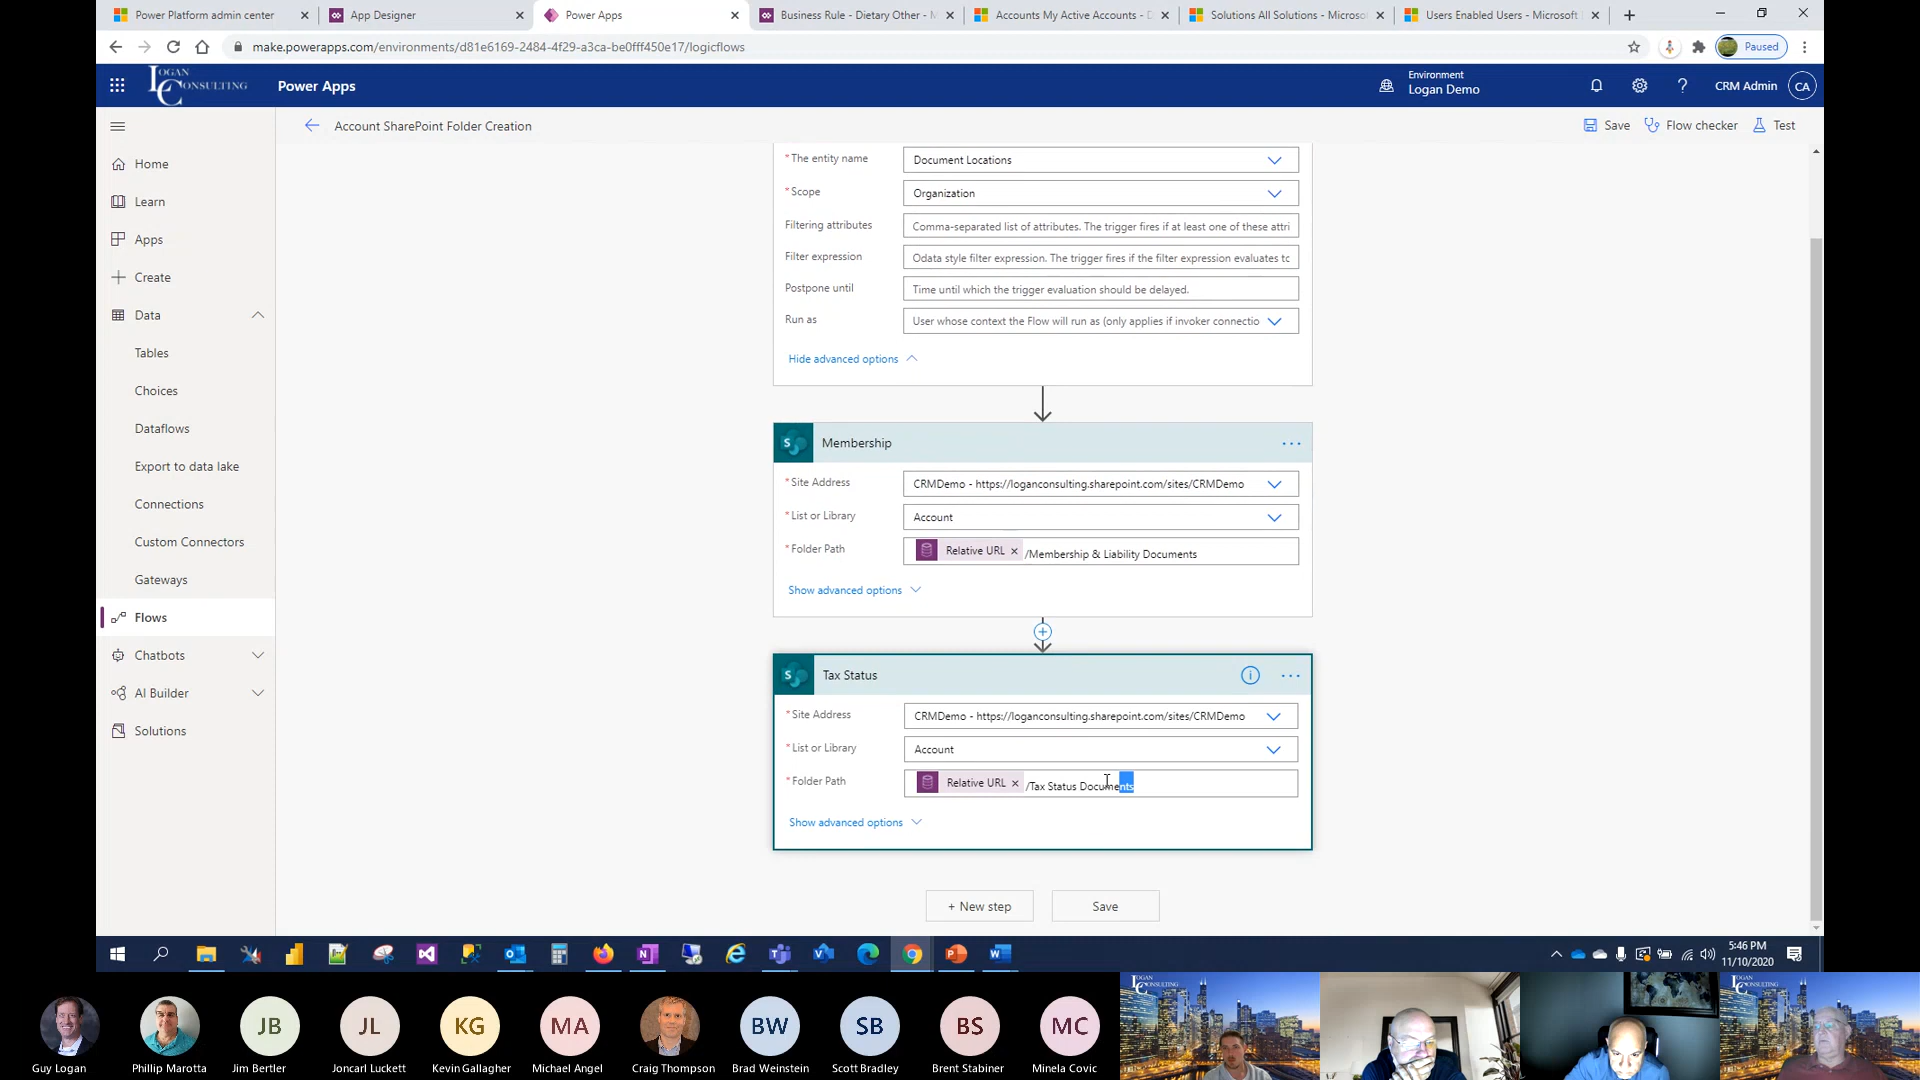 Power Platform admin center
App Designer
Power Apps
Business Rule - Dietary Other - M
Accounts My Active Accounts - D
Solutions All Solutions - Microsof
Users Enabled Users - Microsoft
make.powerapps.com/environments/d81e6169-2484-4f29-a3ca-be0fff450e17/logicflows
Paused
LOGAN
CONSULTING
Power Apps
Environment
Logan Demo
CRM Admin
CA
Account SharePoint Folder Creation
Save
Flow checker
Test
Home
Learn
Apps
Create
Data
Tables
Choices
Dataflows
Export to data lake
Connections
Custom Connectors
Gateways
Flows
Chatbots
AI Builder
Solutions
*The entity name
Document Locations
*Scope
Organization
Filtering attributes
Comma-separated list of attributes. The trigger fires if at least one of these attri
Filter expression
Odata style filter expression. The trigger fires if the filter expression evaluates tc
Postpone until
Time until which the trigger evaluation should be delayed.
Run as
User whose context the Flow will run as (only applies if invoker connectio
Hide advanced options
S
Membership
*Site Address
CRMDemo - https://loganconsulting.sharepoint.com/sites/CRMDemo
*List or Library
Account
*Folder Path
Relative URL × /Membership & Liability Documents
Show advanced options
S
Tax Status
*Site Address
CRMDemo - https://loganconsulting.sharepoint.com/sites/CRMDemo
*List or Library
Account
*Folder Path
Relative URL × /Tax Status Documents
Show advanced options
+ New step
Save
5:46 PM
11/10/2020
Guy Logan
Phillip Marotta
JB
Jim Bertler
JL
Joncarl Luckett
KG
Kevin Gallagher
MA
Michael Angel
Craig Thompson
BW
Brad Weinstein
SB
Scott Bradley
BS
Brent Stabiner
MC
Minela Covic
LOGAN
CONSULTING
LOGAN
CONSULTING